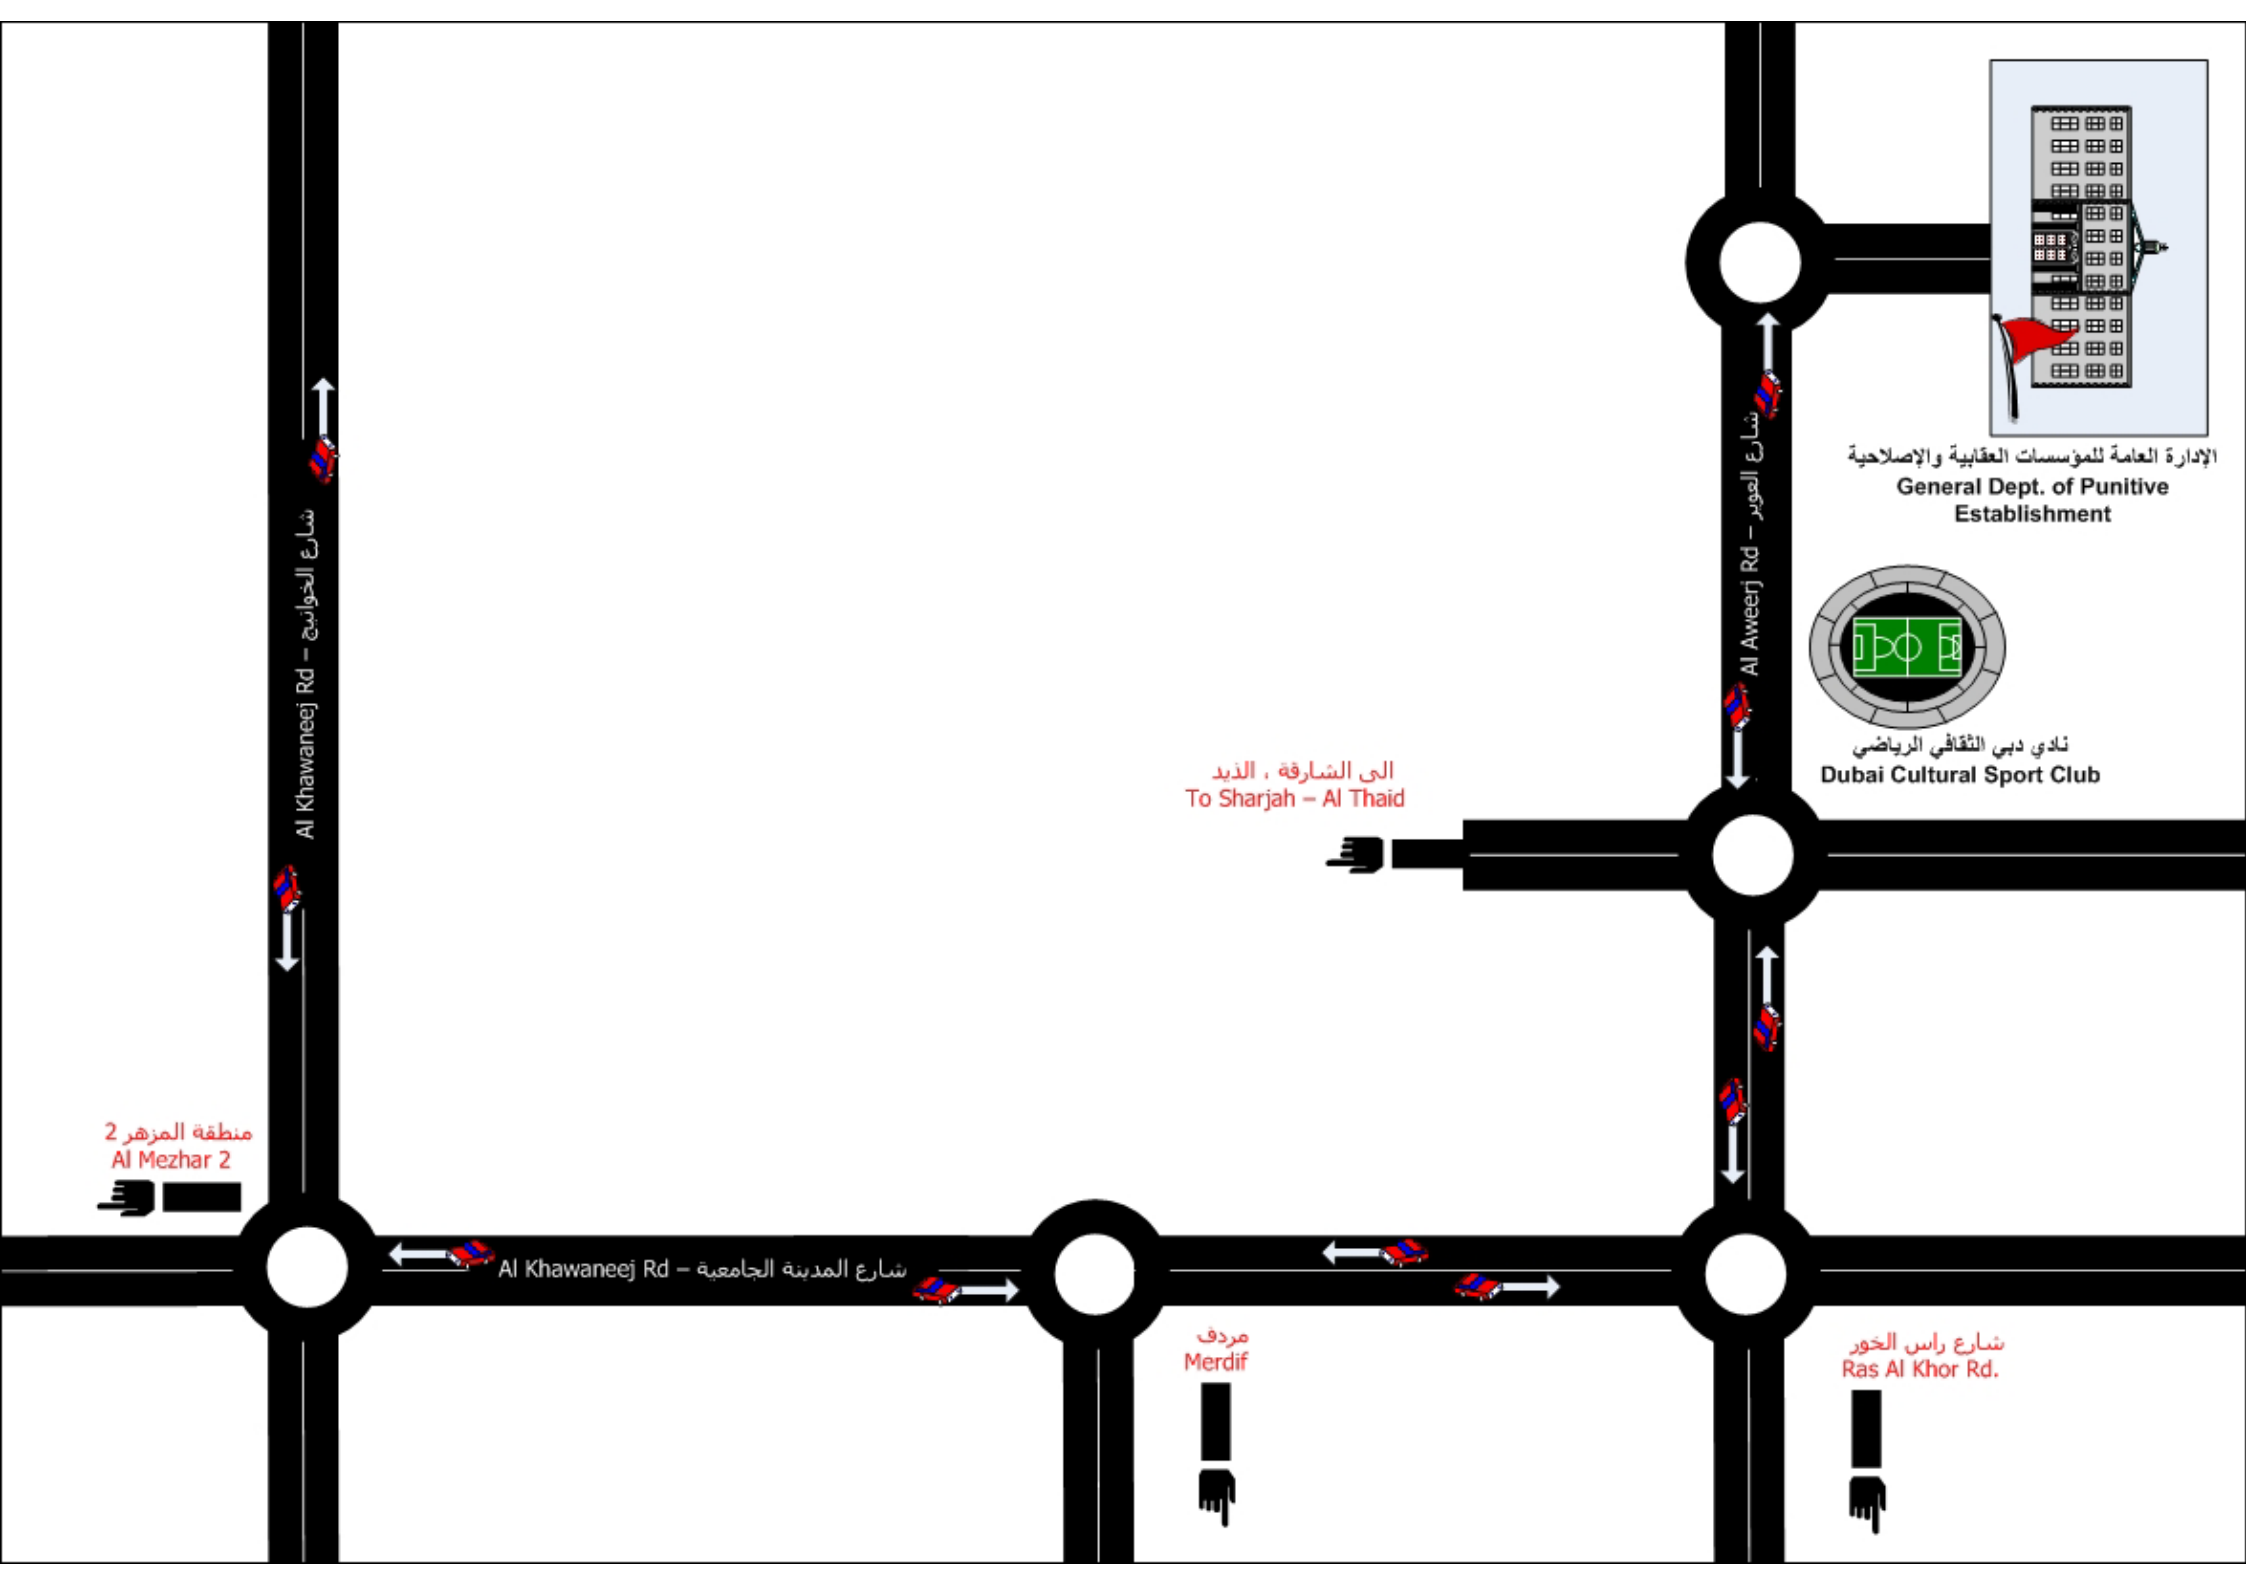 الإدارة العامة للمؤسسات العقابية والإصلاحية
General Dept. of Punitive
Establishment
شارع العوير – Al Aweerj Rd
شارع الخوانيج – Al Khawaneej Rd
نادي دبي الثقافي الرياضي
Dubai Cultural Sport Club
الى الشارقة ، الذيد
To Sharjah – Al Thaid
منطقة المزهر 2
Al Mezhar 2
Al Khawaneej Rd – شارع المدينة الجامعية
مردف
Merdif
شارع راس الخور
Ras Al Khor Rd.